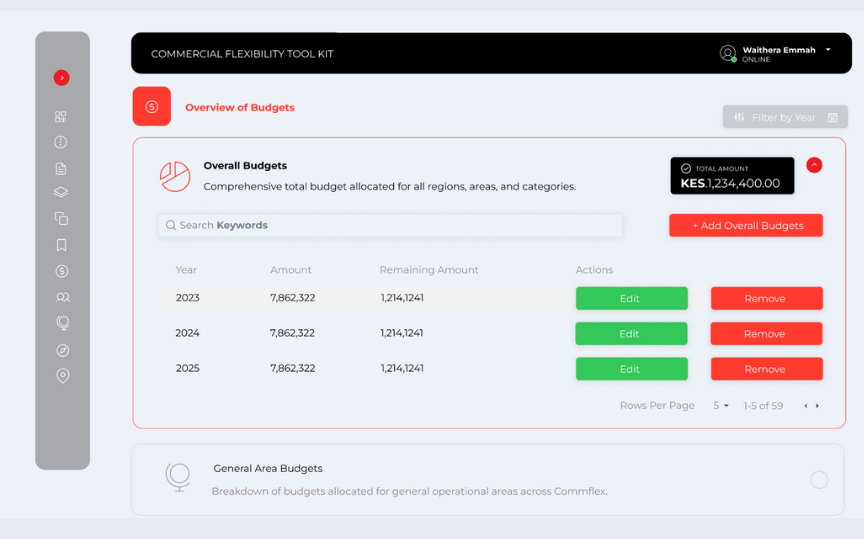 COMMERCIAL FLEXIBILITY TOOL KIT
Waithera Emmah
ONLINE
Overview of Budgets
Filter by Year
Overall Budgets
Comprehensive total budget allocated for all regions, areas, and categories.
TOTAL AMOUNT
KES.1,234,400.00
Search Keywords
+ Add Overall Budgets
Year Amount Remaining Amount Actions
2023 7,862,322 1,214,1241 Edit Remove
2024 7,862,322 1,214,1241 Edit Remove
2025 7,862,322 1,214,1241 Edit Remove
Rows Per Page 5 1-5 of 59
General Area Budgets
Breakdown of budgets allocated for general operational areas across Commflex.